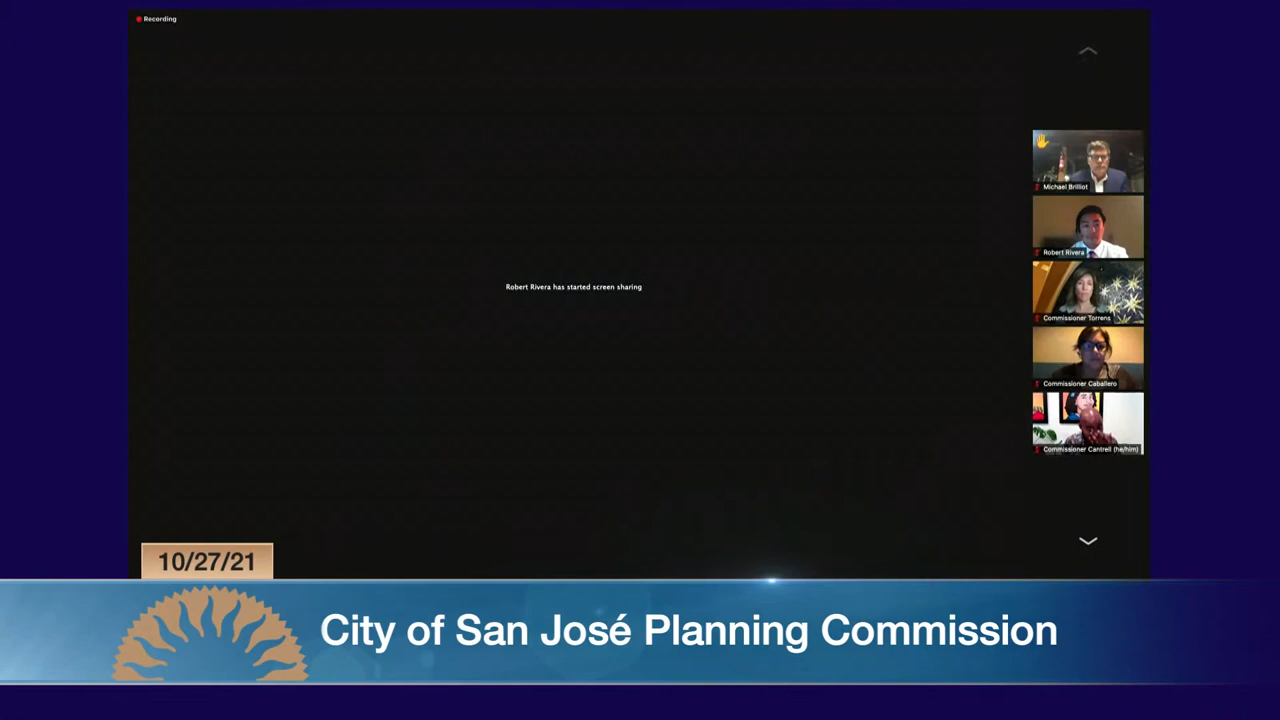 Recording
Michael Brilliot
Robert Rivera
Robert Rivera has started screen sharing
Commissioner Torrens
Commissioner Caballero
Commissioner Cantrell (he/him)
10/27/21
City of San José Planning Commission